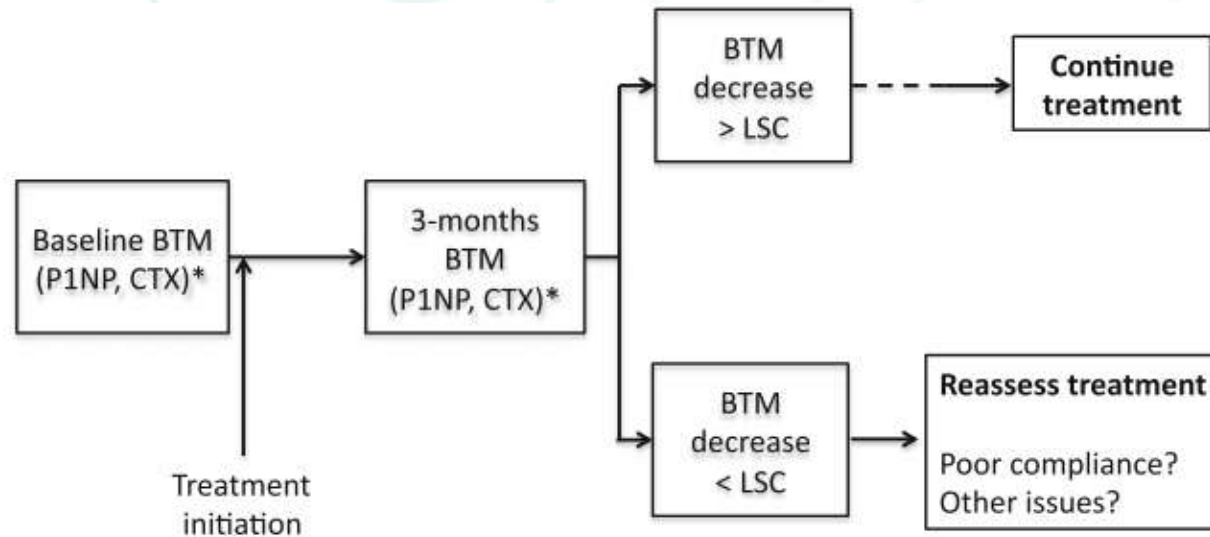 Baseline BTM
(P1NP, CTX)*
Treatment
initiation
3-months
BTM
(P1NP, CTX)*
BTM
decrease
> LSC
Continue
treatment
BTM
decrease
< LSC
Reassess treatment
Poor compliance?
Other issues?